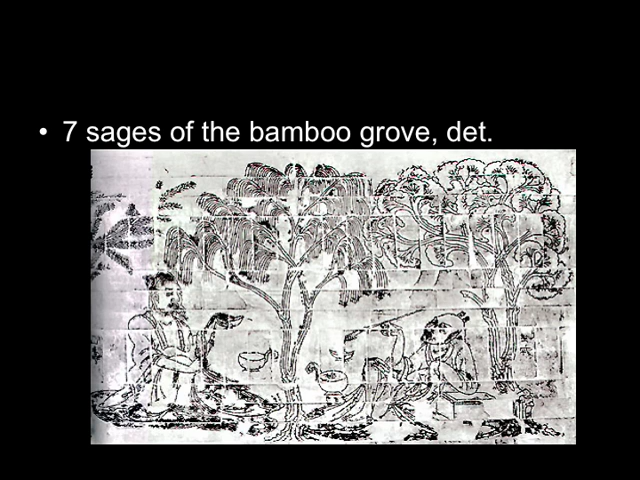 • 7 sages of the bamboo grove, det.